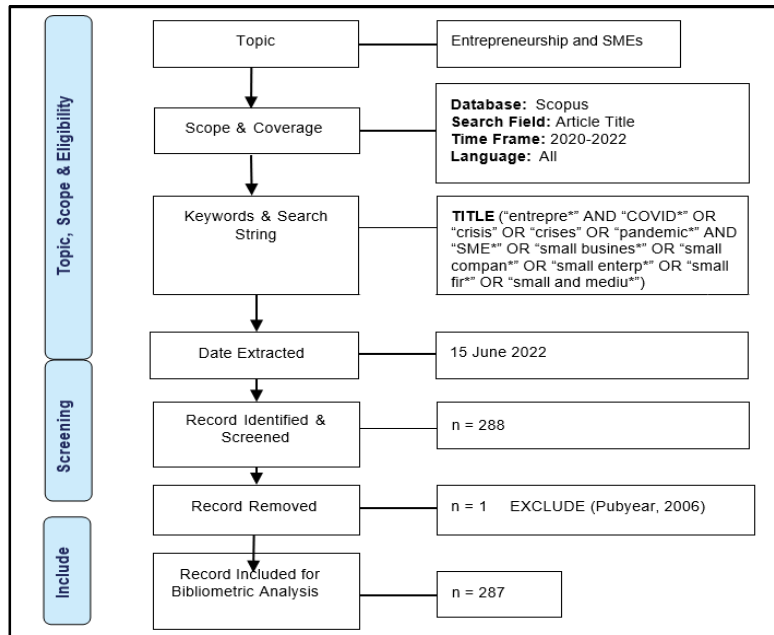 Topic, Scope & Eligibility
Topic
Entrepreneurship and SMEs
Scope & Coverage
Database: Scopus
Search Field: Article Title
Time Frame: 2020-2022
Language: All
Keywords & Search
String
TITLE (“entrepre*” AND “COVID*” OR
“crisis” OR “crises” OR “pandemic*” AND
“SME*” OR “small busines*” OR “small
compan*” OR “small enterp*” OR “small
fir*” OR “small and mediu*”)
Date Extracted
15 June 2022
Screening
Record Identified &
Screened
n = 288
Record Removed
n = 1 EXCLUDE (Pubyear, 2006)
Include
Record Included for
Bibliometric Analysis
n = 287